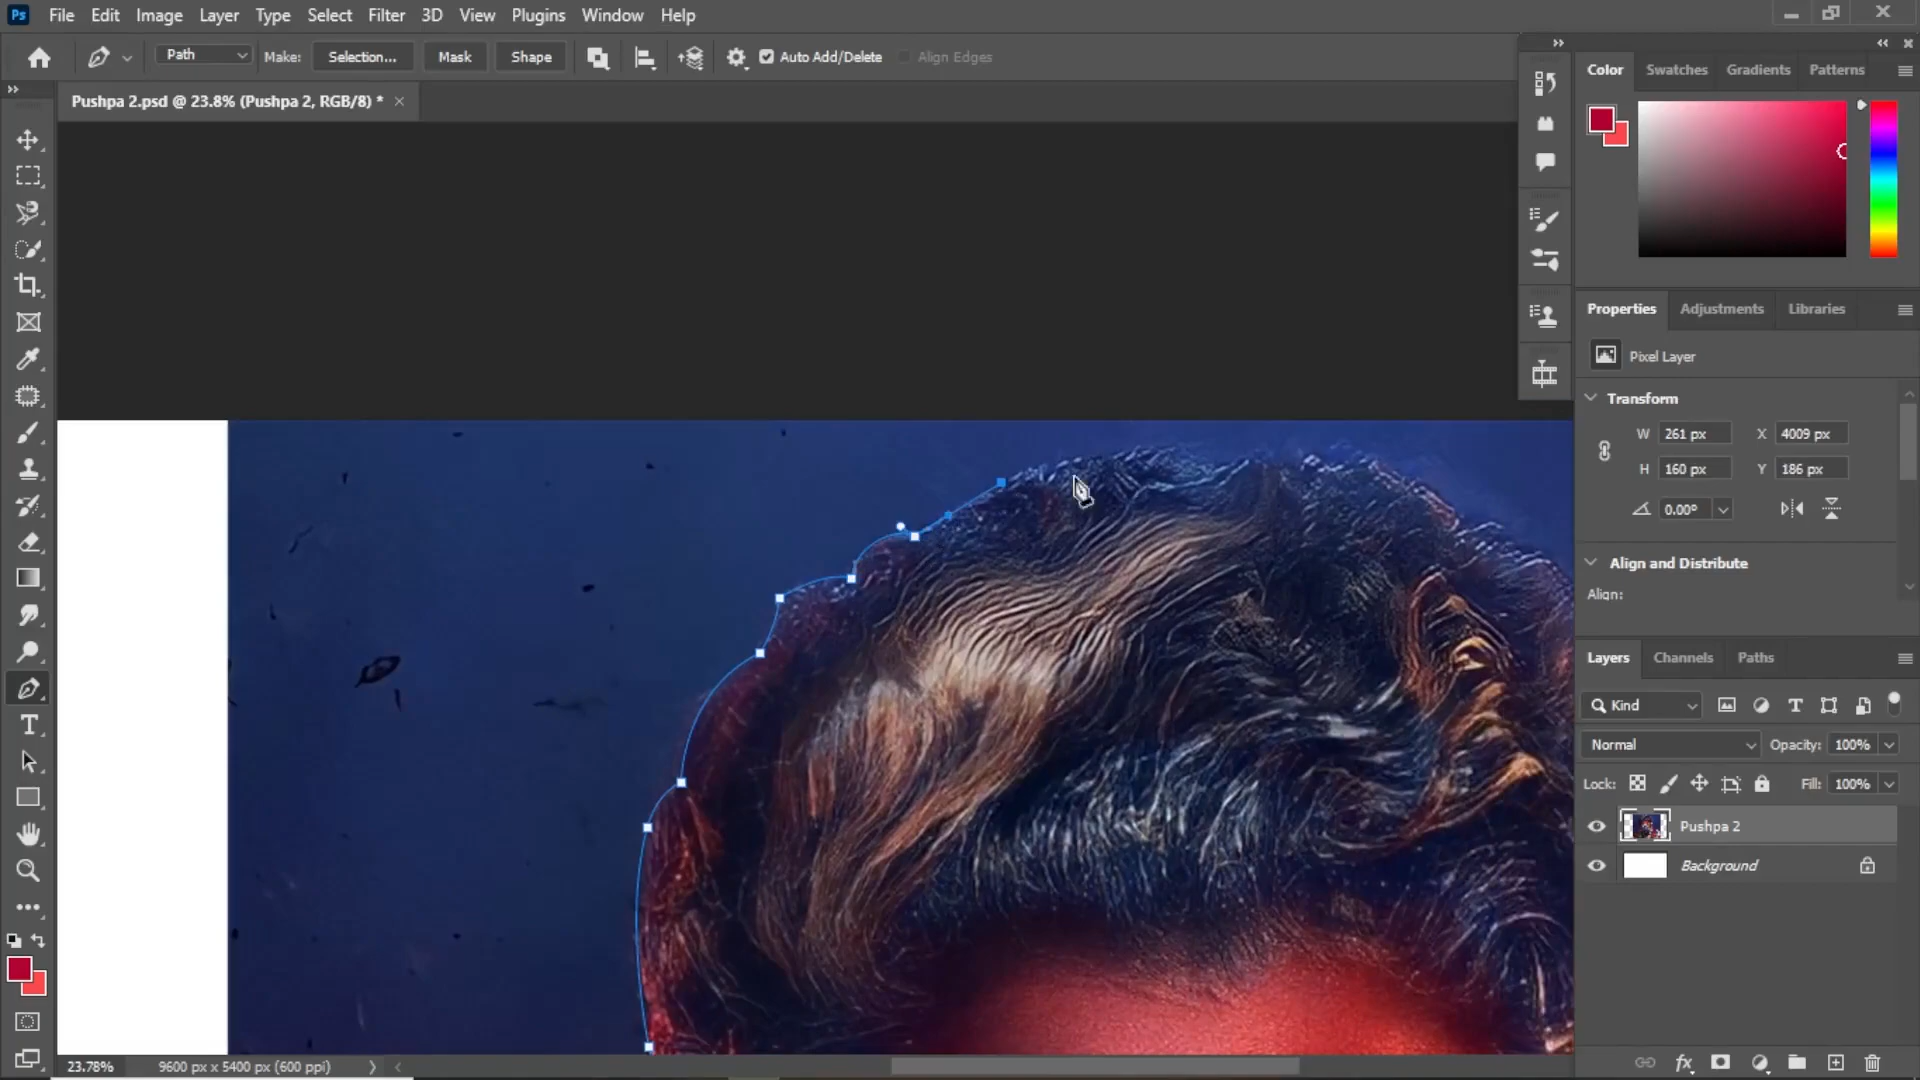 Ps File Edit Image Layer Type Select Filter 3D View Plugins Window Help
Path Make: Selection... Mask Shape Auto Add/Delete Align Edges
Pushpa 2.psd @ 23.8% (Pushpa 2, RGB/8) *
Color Swatches Gradients Patterns
Properties Adjustments Libraries
Pixel Layer
Transform
W 261 px X 4009 px
H 160 px Y 186 px
0.00°
Align and Distribute
Align:
Layers Channels Paths
Kind
Normal Opacity: 100%
Lock: Fill: 100%
Pushpa 2
Background
23.78% 9600 px x 5400 px (600 ppi)